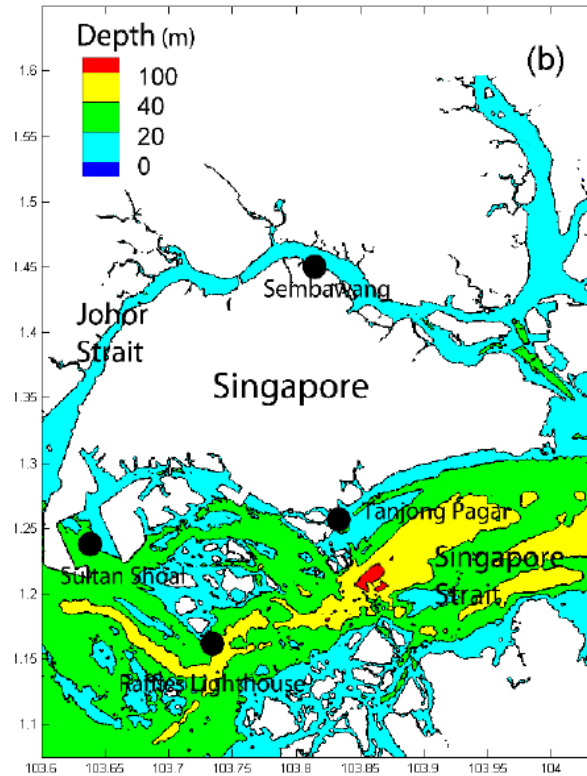 Depth (m)
(b)
100
40
20
0
1.6
1.55
1.5
1.45
1.4
1.35
1.3
1.25
1.2
1.15
1.1
Sembawang
Johor
Strait
Singapore
Tanjong Pagar
Singapore
Strait
Sultan Shoal
Raffles Lighthouse
103.6 103.65 103.7 103.75 103.8 103.85 103.9 103.95 104